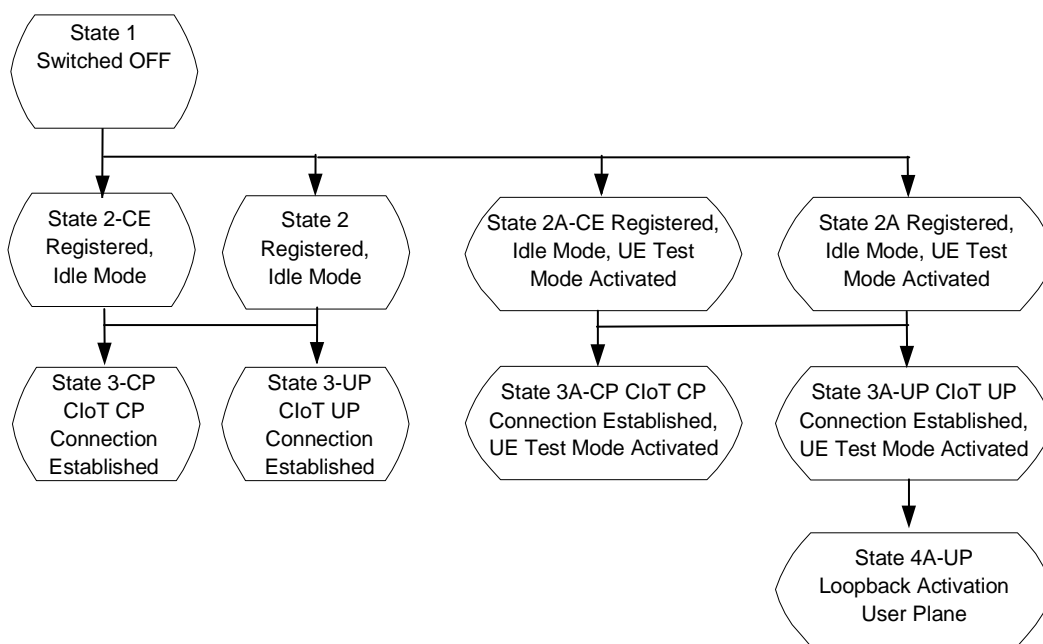 State 1
Switched OFF
State 2-CE
Registered,
Idle Mode
State 2
Registered,
Idle Mode
State 2A-CE Registered,
Idle Mode, UE Test
Mode Activated
State 2A Registered,
Idle Mode, UE Test
Mode Activated
State 3-CP
CIoT CP
Connection
Established
State 3-UP
CIoT UP
Connection
Established
State 3A-CP CIoT CP
Connection Established,
UE Test Mode Activated
State 3A-UP CIoT UP
Connection Established,
UE Test Mode Activated
State 4A-UP
Loopback Activation
User Plane